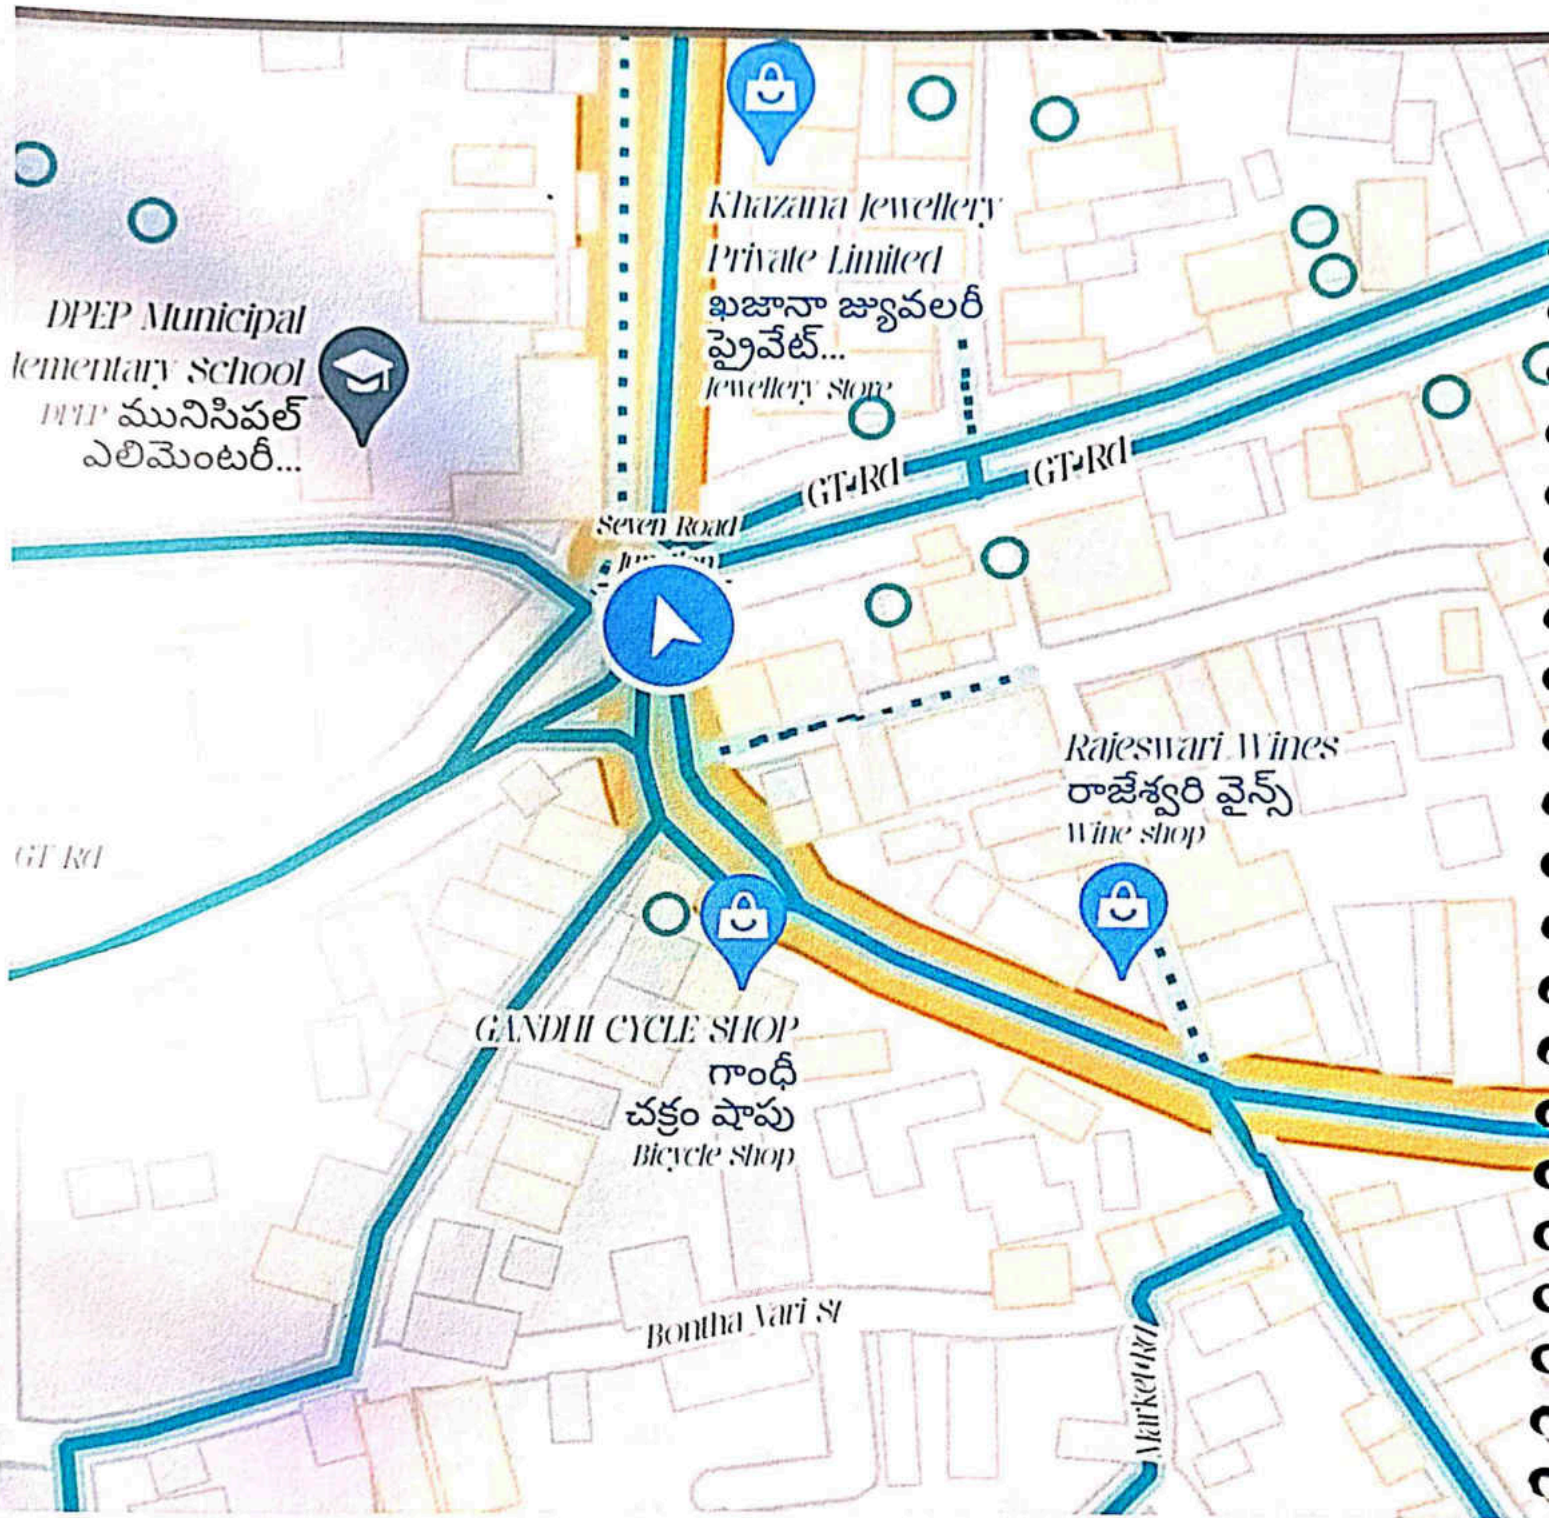 Khazana Jewellery
Private Limited
ఖజానా జ్యువలరీ
ప్రైవేట్...
Jewellery Store
DPEP Municipal
lementary School
DPEP మునిసిపల్
ఎలిమెంటరీ...
GT Rd
GT Rd
Seven Road
Junction
Rajeswari Wines
రాజేశ్వరి వైన్స్
Wine shop
GT Rd
GANDHI CYCLE SHOP
గాంధీ
చక్రం షాపు
Bicycle Shop
Bontha Vari St
Market Rd